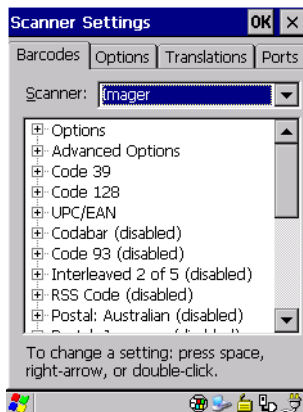 Scanner Settings OK ×
Barcodes Options Translations Ports
Scanner: Imager
Options
Advanced Options
Code 39
Code 128
UPC/EAN
Codabar (disabled)
Code 93 (disabled)
Interleaved 2 of 5 (disabled)
RSS Code (disabled)
Postal: Australian (disabled)
To change a setting: press space,
right-arrow, or double-click.